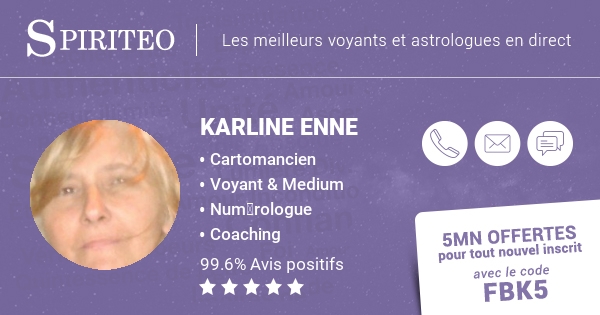 SPIRITEO
Les meilleurs voyants et astrologues en direct
KARLINE ENNE
• Cartomancien
• Voyant & Medium
• Num▯rologue
• Coaching
99.6% Avis positifs
5MN OFFERTES
pour tout nouvel inscrit
avec le code
FBK5